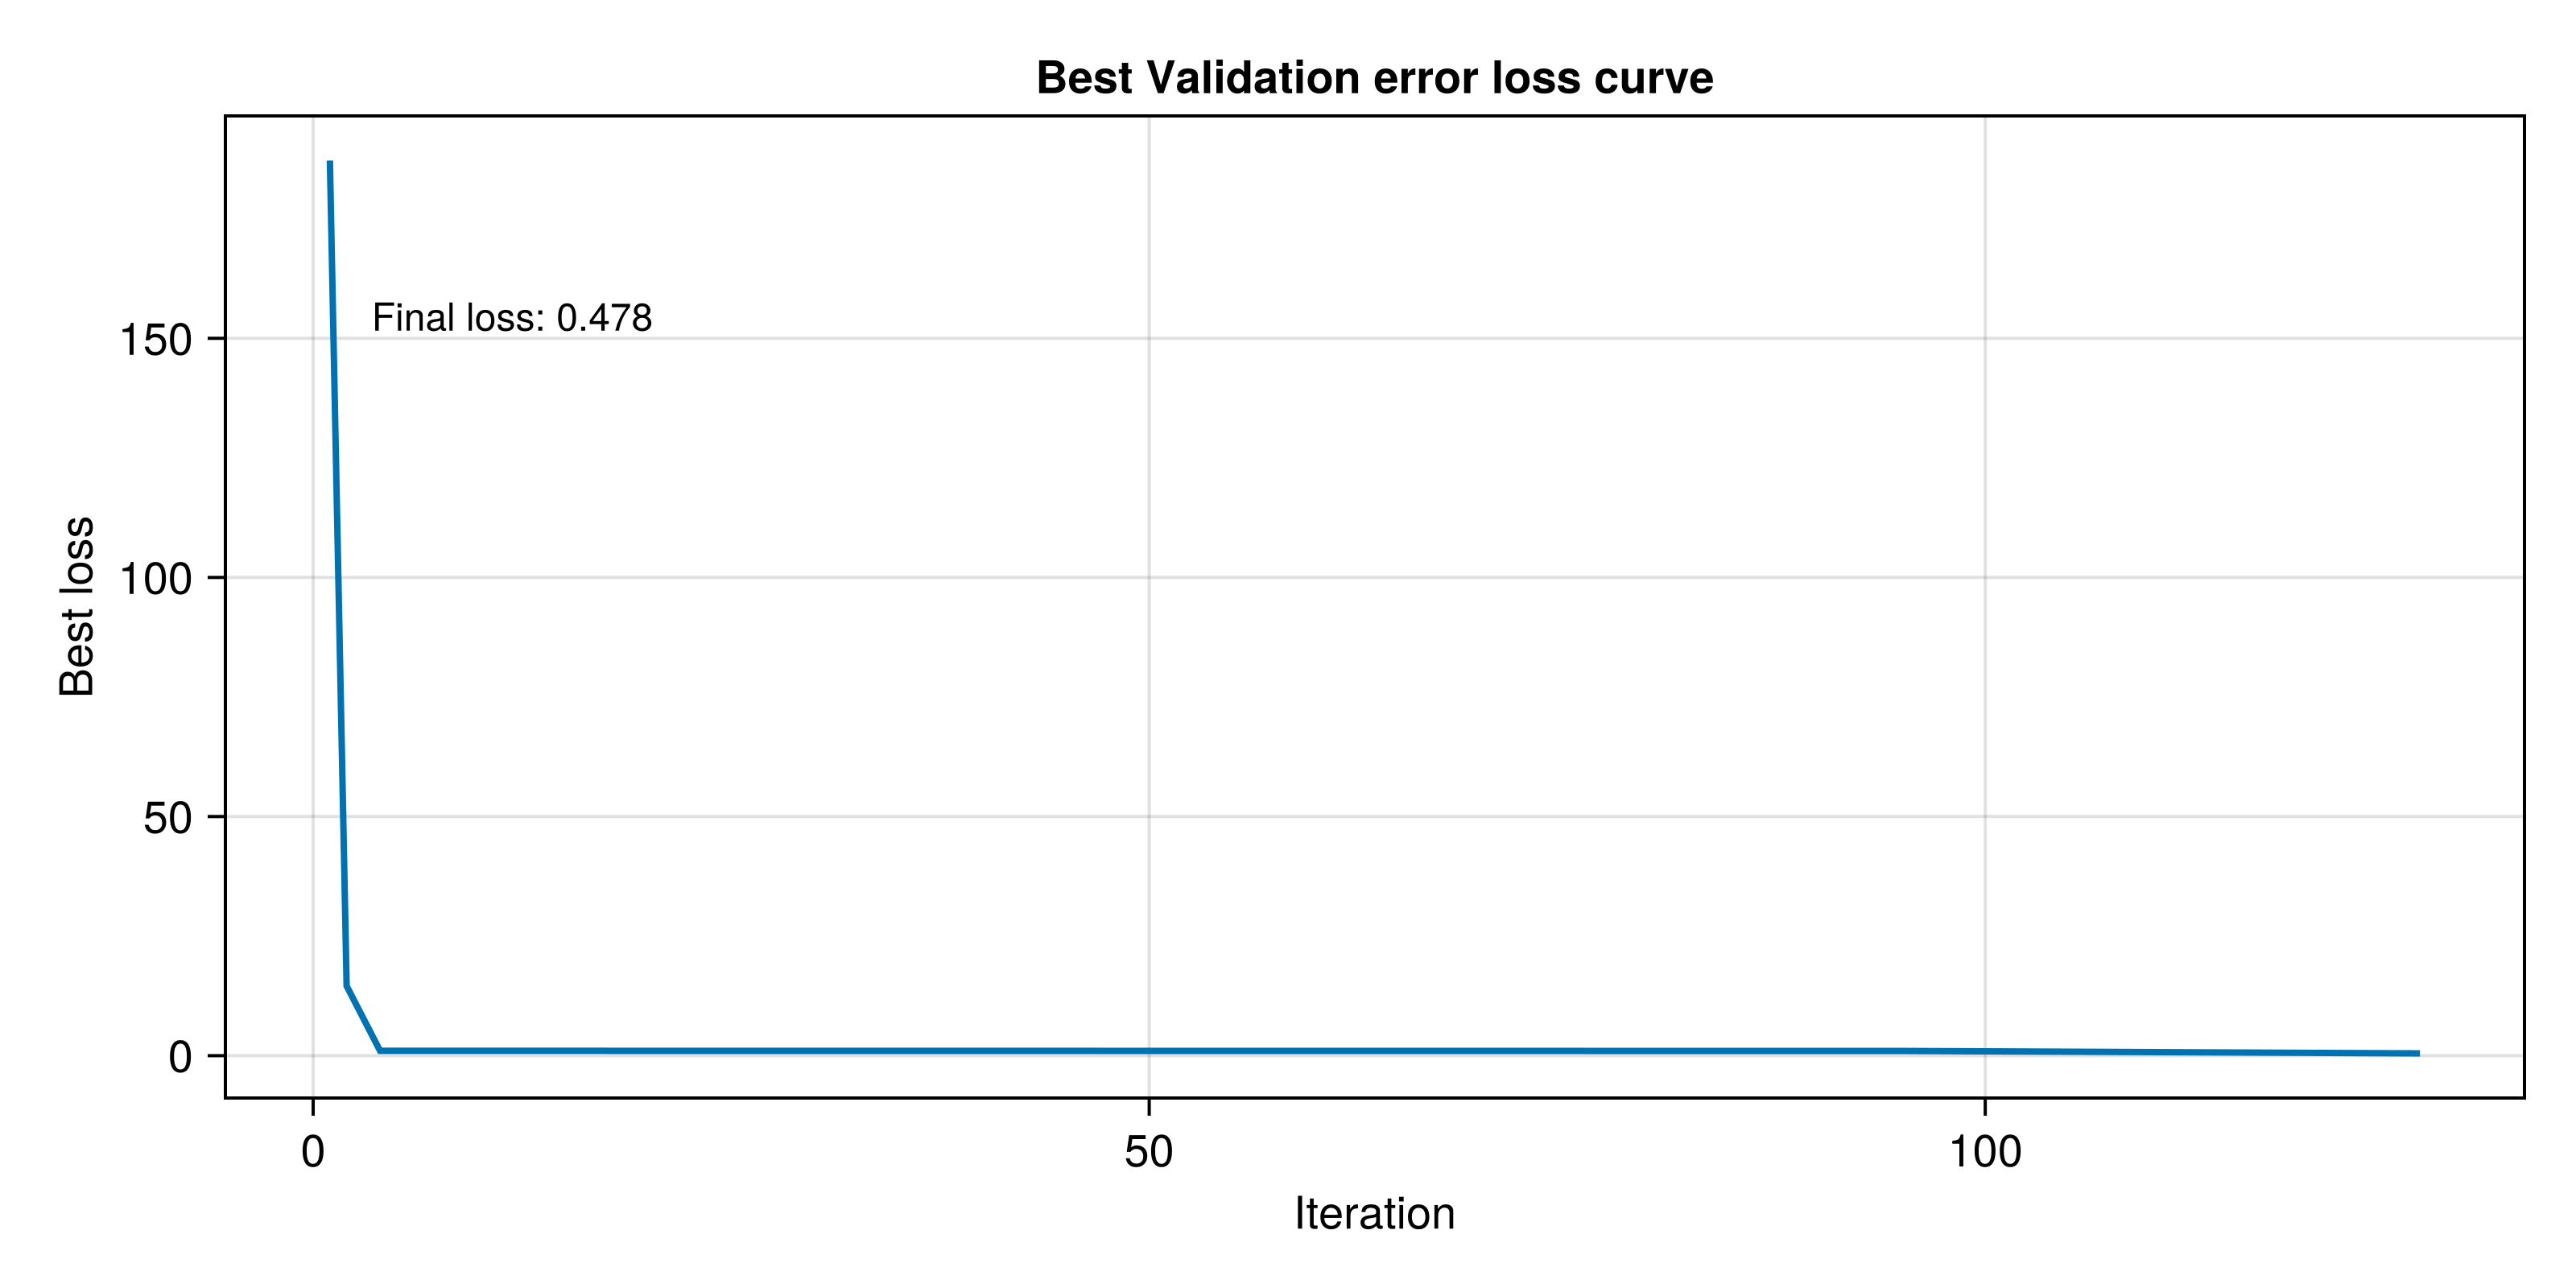 Best Validation error loss curve
Final loss: 0.478
Best loss
150
100
50
0
0 50 100
Iteration